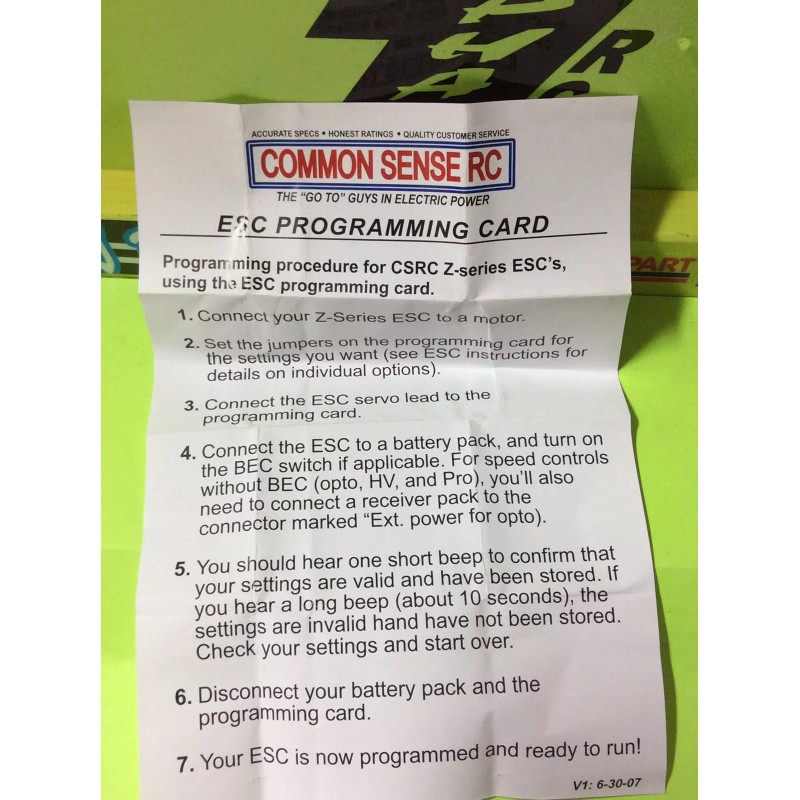 ACCURATE SPECS • HONEST RATINGS • QUALITY CUSTOMER SERVICE
COMMON SENSE RC
THE “GO TO” GUYS IN ELECTRIC POWER
ESC PROGRAMMING CARD
Programming procedure for CSRC Z-series ESC's,
using the ESC programming card.
1. Connect your Z-Series ESC to a motor.
2. Set the jumpers on the programming card for
the settings you want (see ESC instructions for
details on individual options).
3. Connect the ESC servo lead to the
programming card.
4. Connect the ESC to a battery pack, and turn on
the BEC switch if applicable. For speed controls
without BEC (opto, HV, and Pro), you'll also
need to connect a receiver pack to the
connector marked “Ext. power for opto).
5. You should hear one short beep to confirm that
your settings are valid and have been stored. If
you hear a long beep (about 10 seconds), the
settings are invalid hand have not been stored.
Check your settings and start over.
6. Disconnect your battery pack and the
programming card.
7. Your ESC is now programmed and ready to run!
V1: 6-30-07
PART